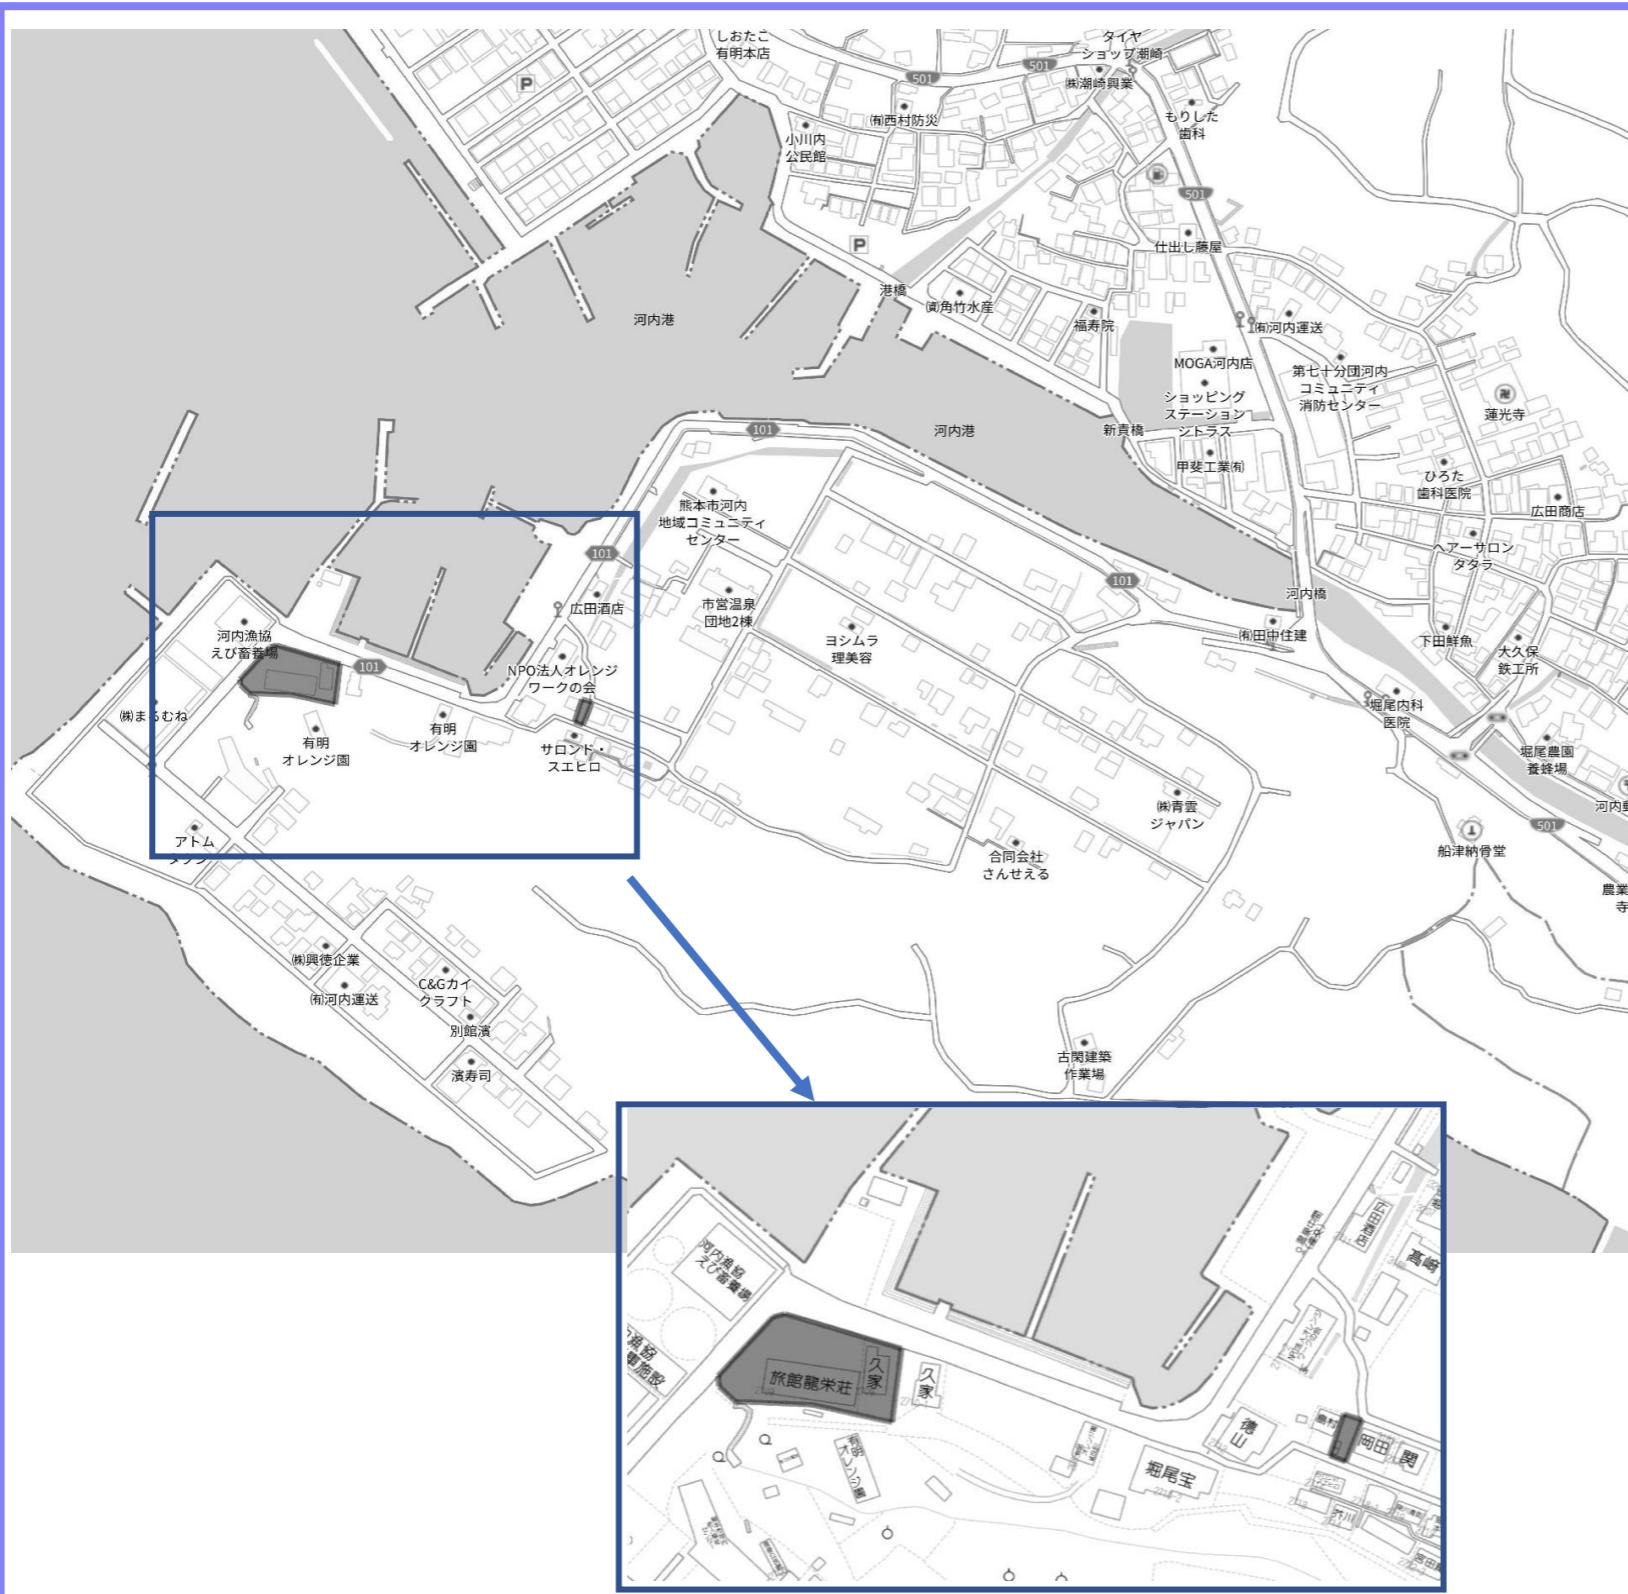 しおたこ
有明本店
タイヤ
ショップ潮崎
501
501
㈱潮崎興業
P
㈲西村防災
もりした
歯科
小川内
公民館
501
P
仕出し藤屋
港橋
㈾角竹水産
河内港
福寿院
㈲河内運送
MOGA河内店
第七十分団河内
コミュニティ
消防センター
ショッピング
ステーション
シトラス
蓮光寺
101
河内港
新貴橋
甲斐工業㈲
ひろた
歯科医院
広田商店
熊本市河内
地域コミュニティ
センター
ヘアーサロン
タタラ
101
101
河内橋
広田酒店
市営温泉
団地2棟
㈲田中住建
河内漁協
えび畜養場
ヨシムラ
理美容
下田鮮魚
大久保
鉄工所
101
NPO法人オレンジ
ワークの会
㈱まるむね
堀尾内科
医院
有明
オレンジ園
有明
オレンジ園
サロンド・
スエヒロ
堀尾農園
養蜂場
㈱青雲
ジャパン
河内郵
501
アトム
合同会社
さんせえる
船津納骨堂
農業
寺
㈱興徳企業
㈲河内運送
C&Gカイ
クラフト
別館濱
古閑建築
作業場
濱寿司
河内漁協
えび畜養場
広田酒店
髙﨑
久家
久家
旅館龍栄荘
徳山
岡田
関
堀尾宝
芥川